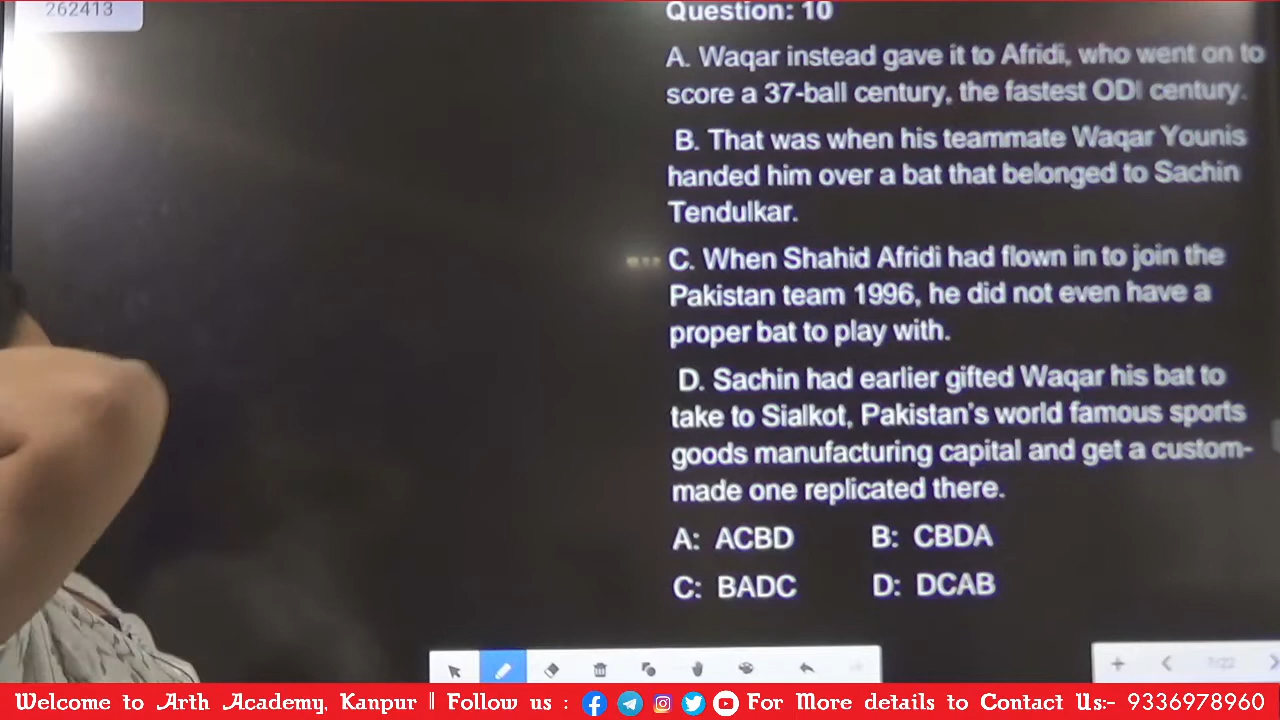 262413
Question: 10
A. Waqar instead gave it to Afridi, who went on to
score a 37-ball century, the fastest ODI century.
B. That was when his teammate Waqar Younis
handed him over a bat that belonged to Sachin
Tendulkar.
C. When Shahid Afridi had flown in to join the
Pakistan team 1996, he did not even have a
proper bat to play with.
D. Sachin had earlier gifted Waqar his bat to
take to Sialkot, Pakistan's world famous sports
goods manufacturing capital and get a custom-
made one replicated there.
A: ACBD B: CBDA
C: BADC D: DCAB
Welcome to Arth Academy, Kanpur || Follow us : For More details to Contact Us:- 9336978960